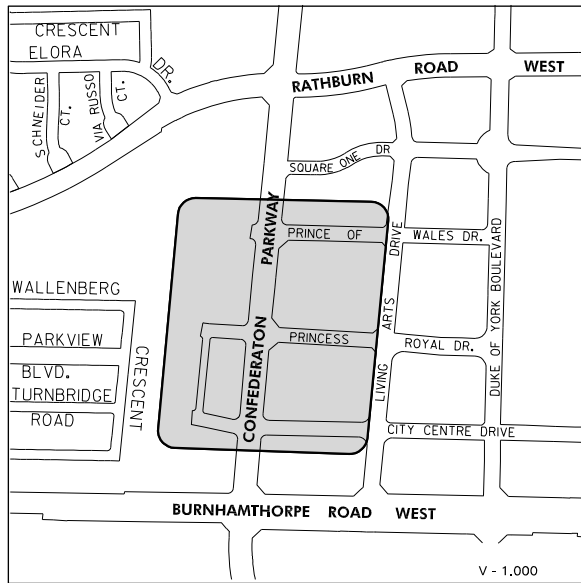 CRESCENT
ELORA
DR.
SCHNEIDER
CT.
VIA RUSSO
CT.
RATHBURN ROAD WEST
SQUARE ONE DR
PARKWAY
PRINCE OF WALES DR.
DRIVE
DUKE OF YORK BOULEVARD
WALLENBERG
PARKVIEW
BLVD.
TURNBRIDGE
ROAD
CRESCENT
CONFEDERATON
PRINCESS ROYAL DR.
ARTS
LIVING
CITY CENTRE DRIVE
BURNHAMTHORPE ROAD WEST
V - 1.000